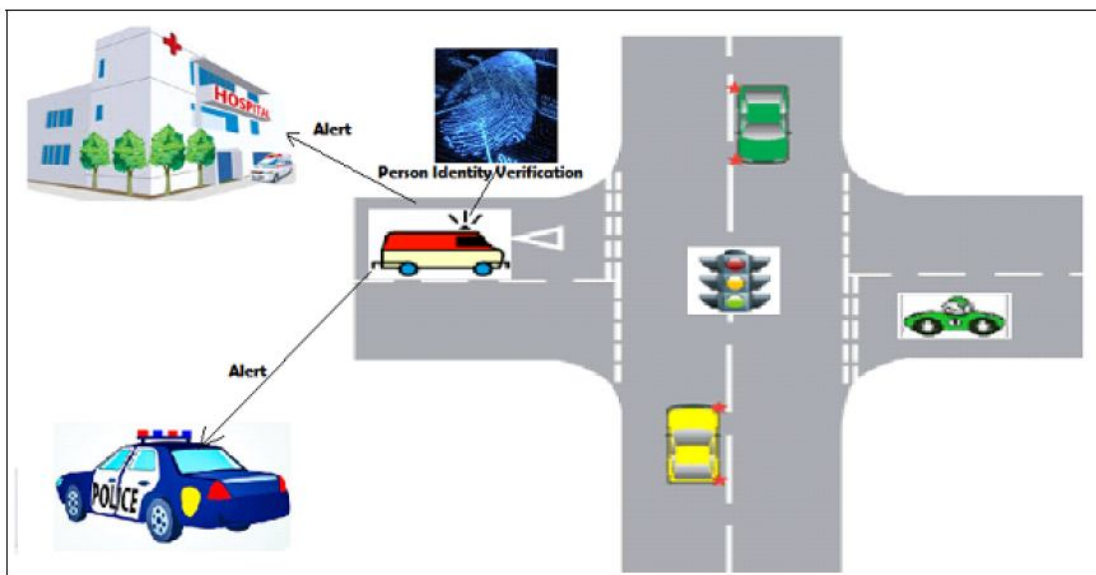 HOSPITAL
Alert
Person Identity Verification
Alert
POLICE